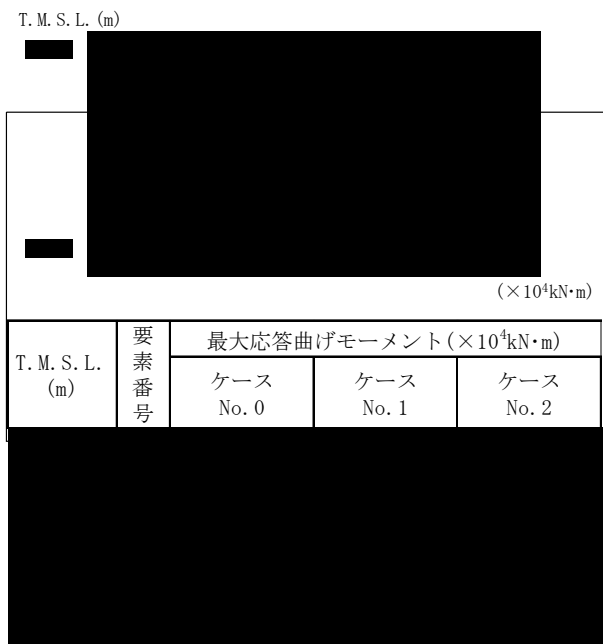 T.M.S.L.(m)
(×10⁴kN・m)
T.M.S.L.
(m)
要素番号
最大応答曲げモーメント(×10⁴kN・m)
ケース
No.0
ケース
No.1
ケース
No.2